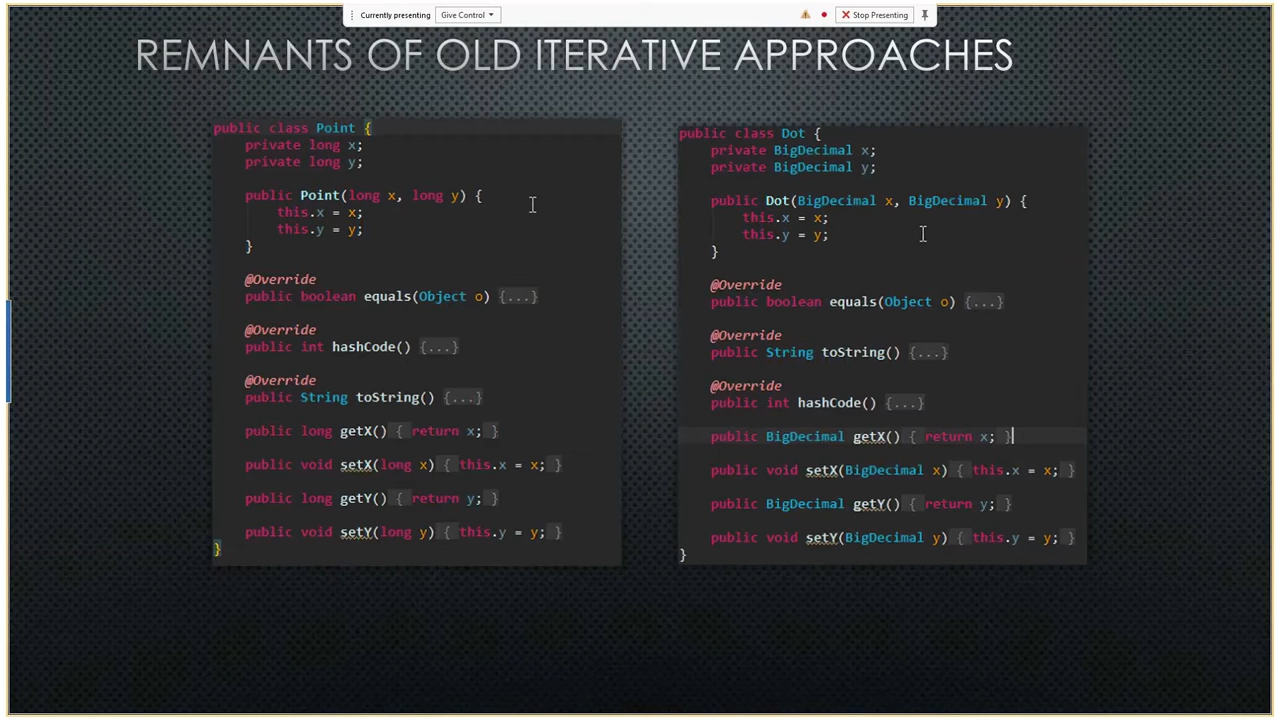 Currently presenting Give Control Stop Presenting
REMNANTS OF OLD ITERATIVE APPROACHES
public class Point {
private long x;
private long y;
public Point(long x, long y) {
this.x = x;
this.y = y;
}
@Override
public boolean equals(Object o) {...}
@Override
public int hashCode() {...}
@Override
public String toString() {...}
public long getX() { return x; }
public void setX(long x) { this.x = x; }
public long getY() { return y; }
public void setY(long y) { this.y = y; }
}
public class Dot {
private BigDecimal x;
private BigDecimal y;
public Dot(BigDecimal x, BigDecimal y) {
this.x = x;
this.y = y;
}
@Override
public boolean equals(Object o) {...}
@Override
public String toString() {...}
@Override
public int hashCode() {...}
public BigDecimal getX() { return x; }
public void setX(BigDecimal x) { this.x = x; }
public BigDecimal getY() { return y; }
public void setY(BigDecimal y) { this.y = y; }
}